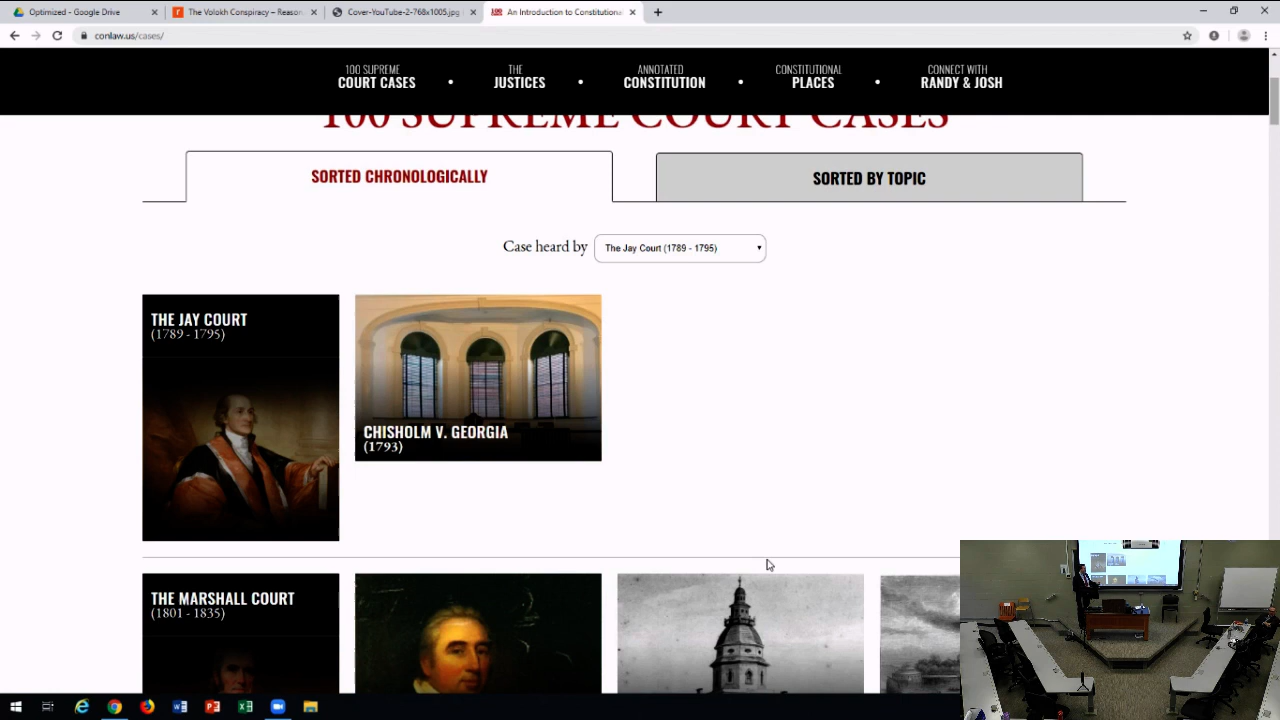 Optimized - Google Drive
The Volokh Conspiracy – Reason.
Cover-YouTube-2-768x1005.jpg
An Introduction to Constitutional
conlaw.us/cases/
100 SUPREME
COURT CASES
THE
JUSTICES
ANNOTATED
CONSTITUTION
CONSTITUTIONAL
PLACES
CONNECT WITH
RANDY & JOSH
100 SUPREME COURT CASES
SORTED CHRONOLOGICALLY
SORTED BY TOPIC
Case heard by
The Jay Court (1789 - 1795)
THE JAY COURT
(1789 - 1795)
CHISHOLM V. GEORGIA
(1793)
THE MARSHALL COURT
(1801 - 1835)